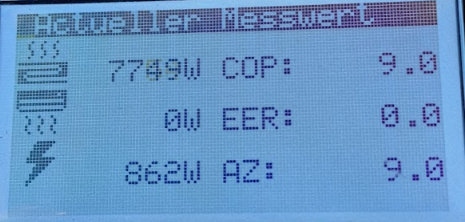 Aktueller Messwert
7749W COP: 9.0
0W EER: 0.0
862W AZ: 9.0